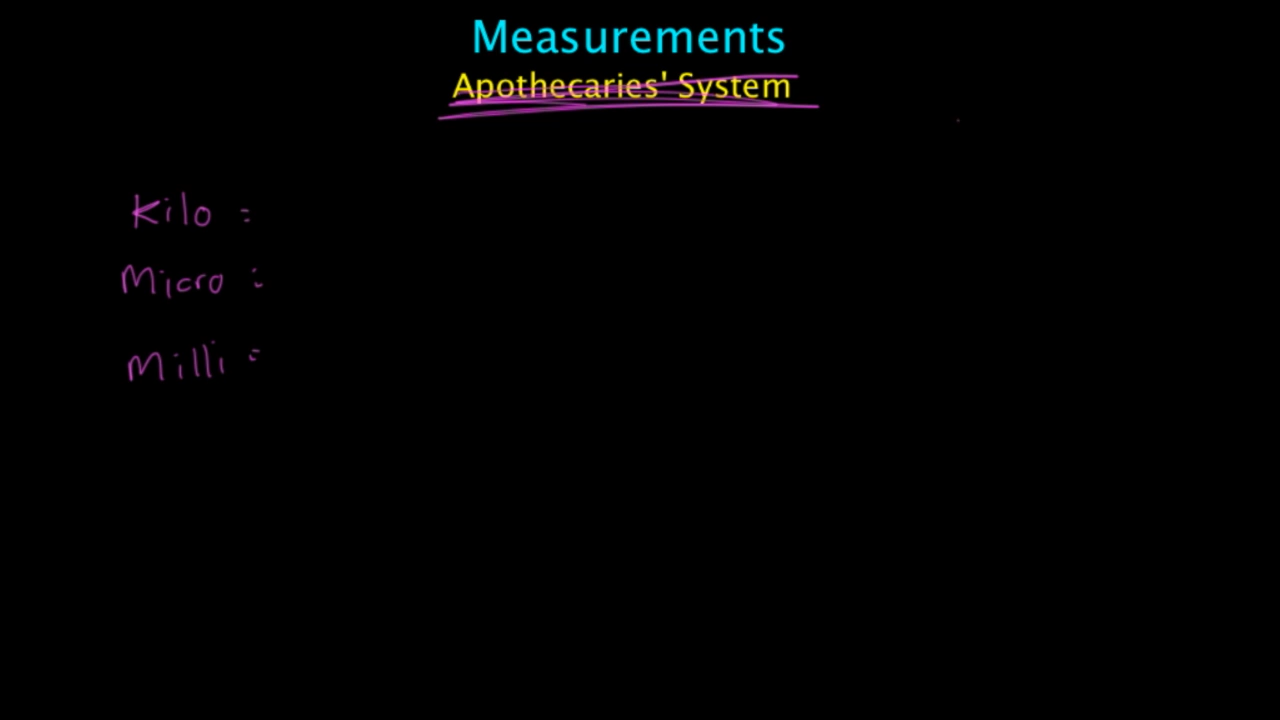 Measurements
Apothecaries' System
Kilo =
Micro =
Milli =